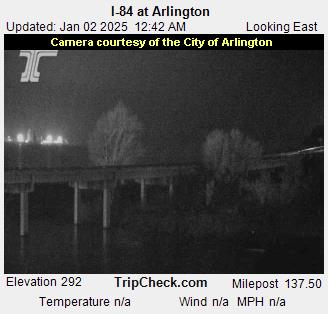 I-84 at Arlington
Updated: Jan 02 2025 12:42 AM Looking East
Camera courtesy of the City of Arlington
Elevation 292 TripCheck.com Milepost 137.50
Temperature n/a Wind n/a MPH n/a